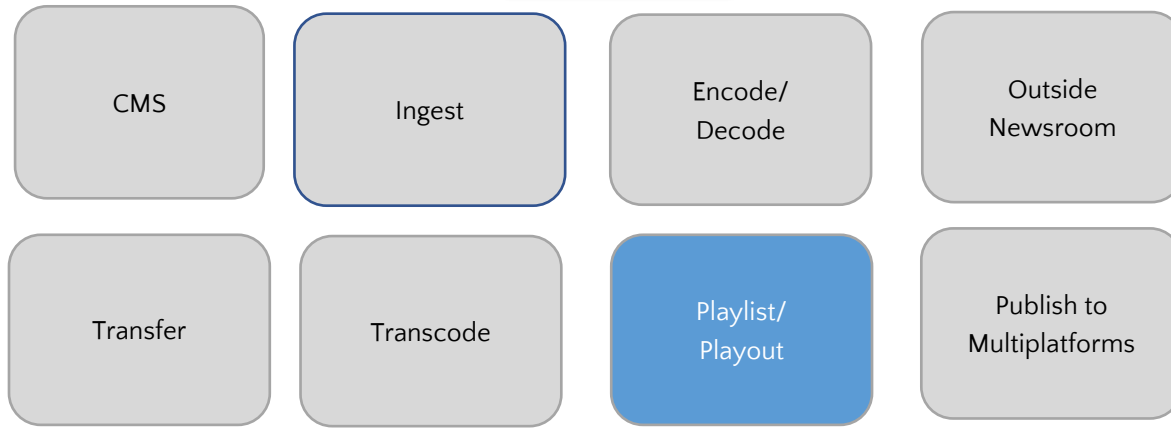 CMS
Ingest
Encode/
Decode
Outside
Newsroom
Transfer
Transcode
Playlist/
Playout
Publish to
Multiplatforms